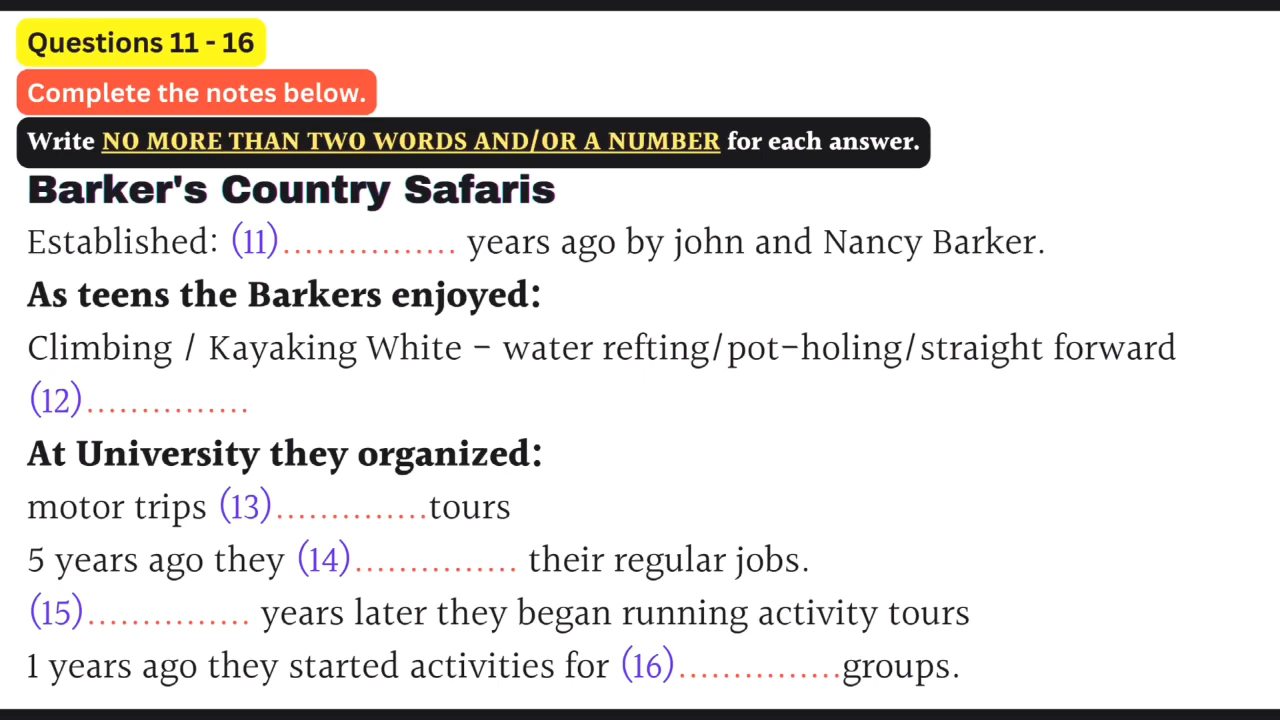 Questions 11 - 16
Complete the notes below.
Write NO MORE THAN TWO WORDS AND/OR A NUMBER for each answer.
Barker's Country Safaris
Established: (11)............... years ago by john and Nancy Barker.
As teens the Barkers enjoyed:
Climbing / Kayaking White - water refting/pot-holing/straight forward
(12)..............
At University they organized:
motor trips (13).............tours
5 years ago they (14).............. their regular jobs.
(15).............. years later they began running activity tours
1 years ago they started activities for (16)..............groups.